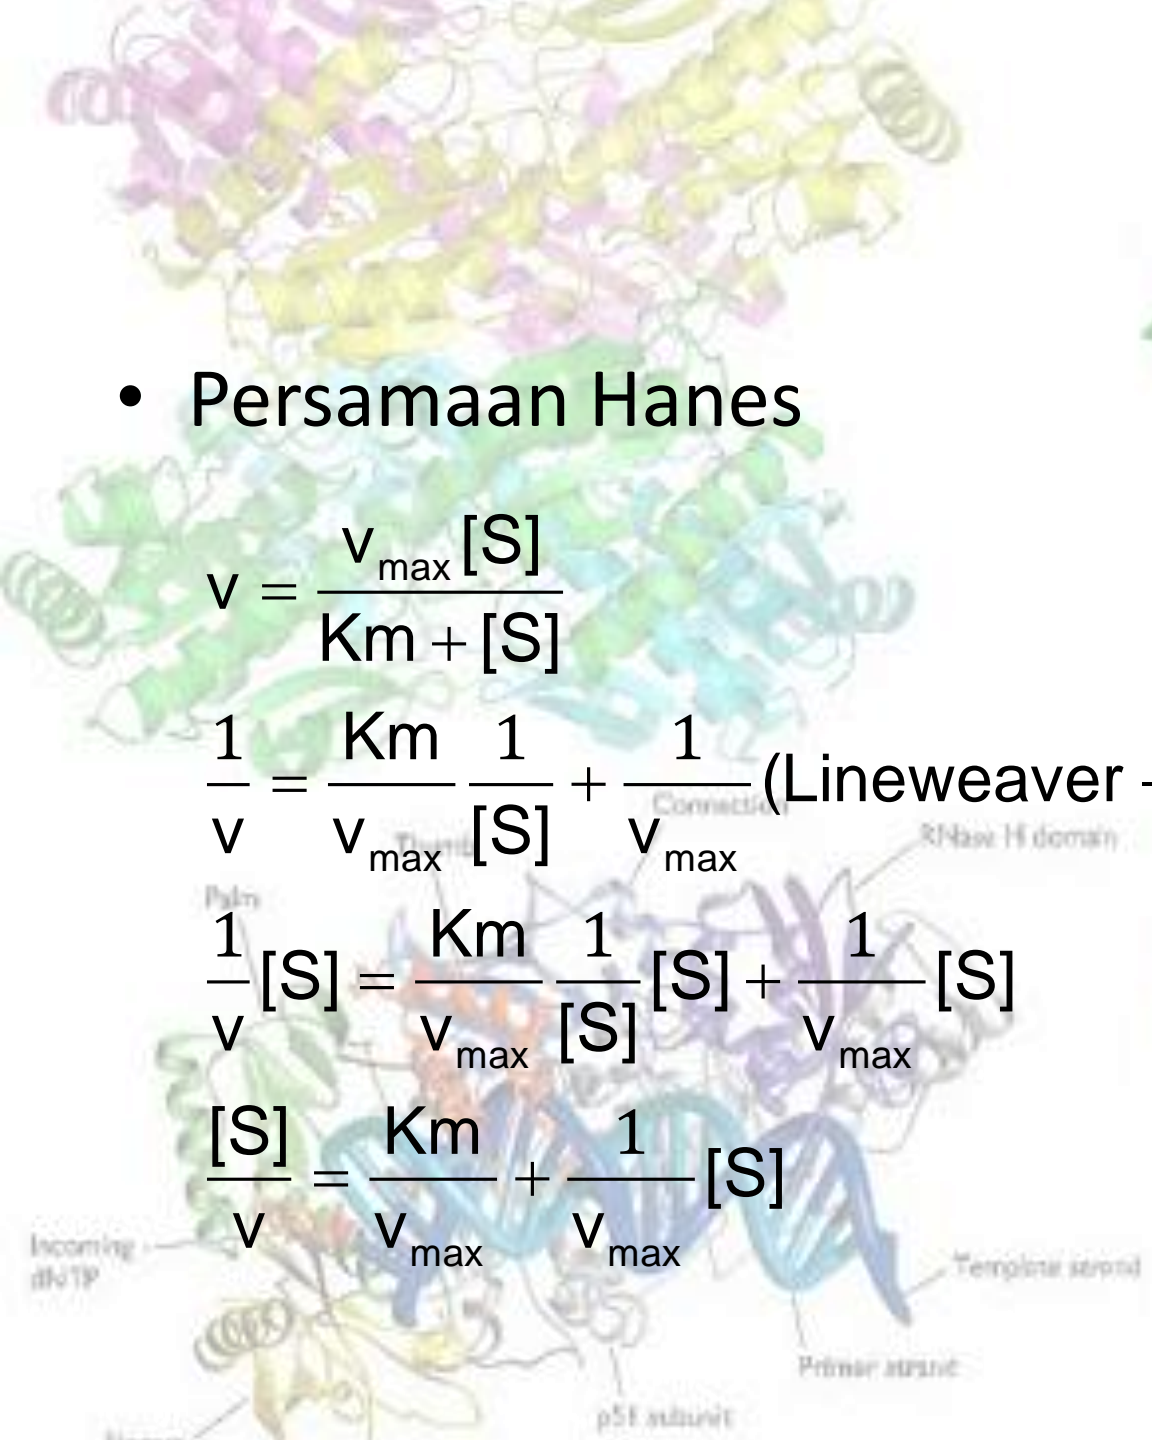 • Persamaan Hanes
v = v_max [S] / (Km + [S])
1/v = Km/v_max 1/[S] + 1/v_max (Lineweaver -
Connection
Thumb
RNase H domain
Palm
1/v [S] = Km/v_max 1/[S] [S] + 1/v_max [S]
[S]/v = Km/v_max + 1/v_max [S]
Incoming
dNTP
Template strand
Primer strand
p51 subunit